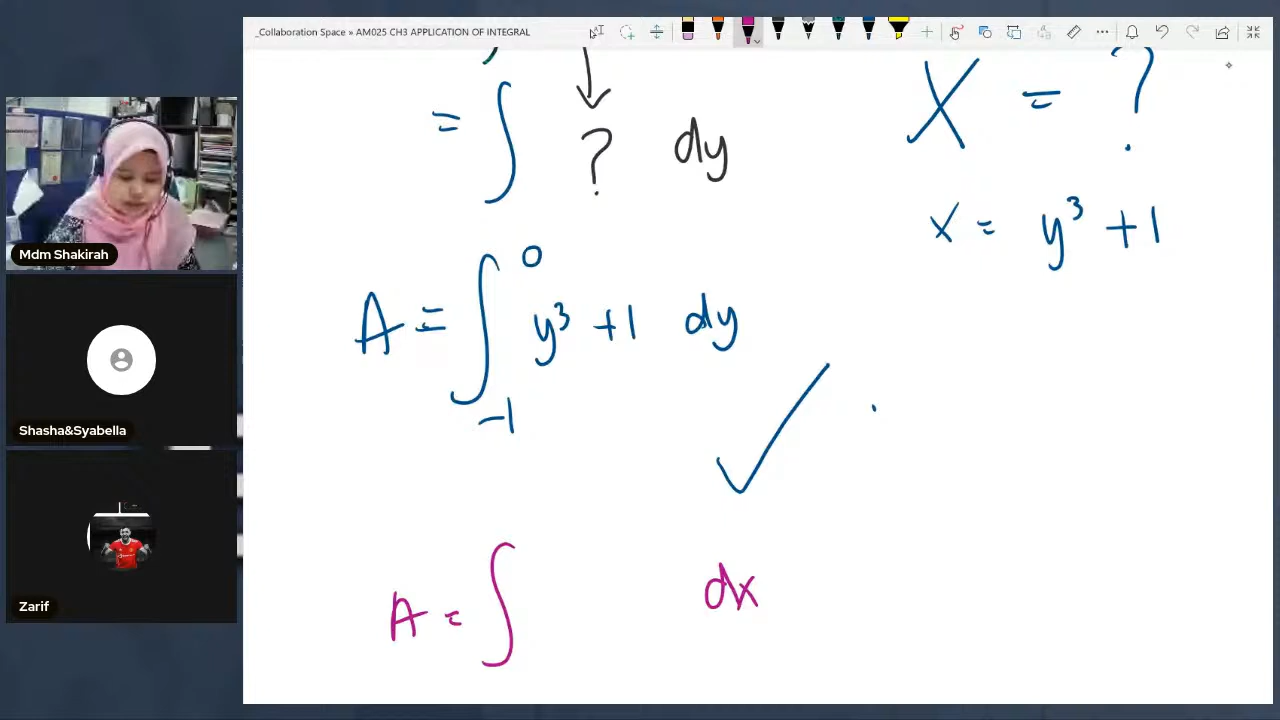 _Collaboration Space » AM025 CH3 APPLICATION OF INTEGRAL
X = ?
= ∫ ? dy
x = y³ + 1
A = ∫₋₁⁰ y³ + 1 dy
A = ∫ dx
Mdm Shakirah
Shasha&Syabella
Zarif